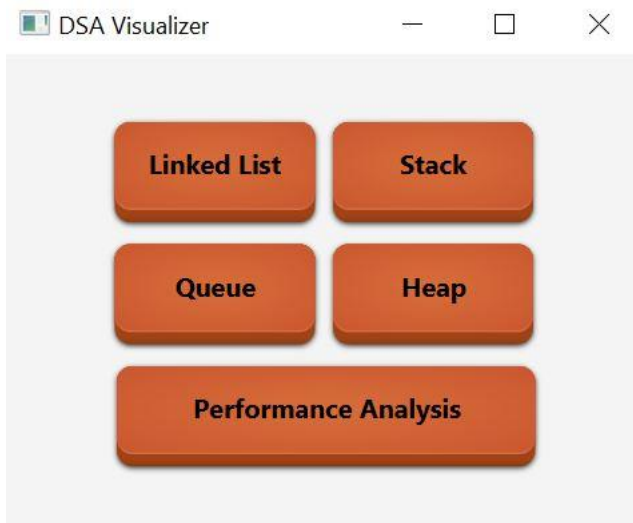 DSA Visualizer
Linked List
Stack
Queue
Heap
Performance Analysis